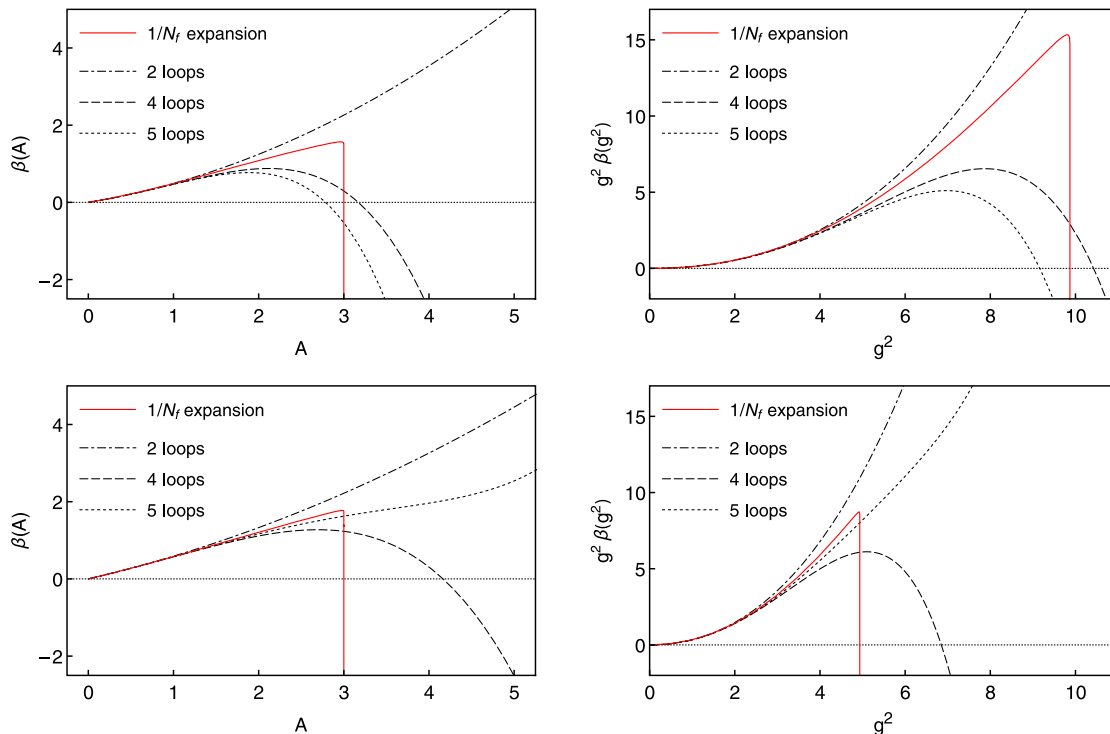 1/N_f expansion
2 loops
4 loops
5 loops
β(A)
4
2
0
−2
0 1 2 3 4 5
A
1/N_f expansion
2 loops
4 loops
5 loops
g² β(g²)
15
10
5
0
0 2 4 6 8 10
g²
1/N_f expansion
2 loops
4 loops
5 loops
β(A)
4
2
0
−2
0 1 2 3 4 5
A
1/N_f expansion
2 loops
4 loops
5 loops
g² β(g²)
15
10
5
0
0 2 4 6 8 10
g²